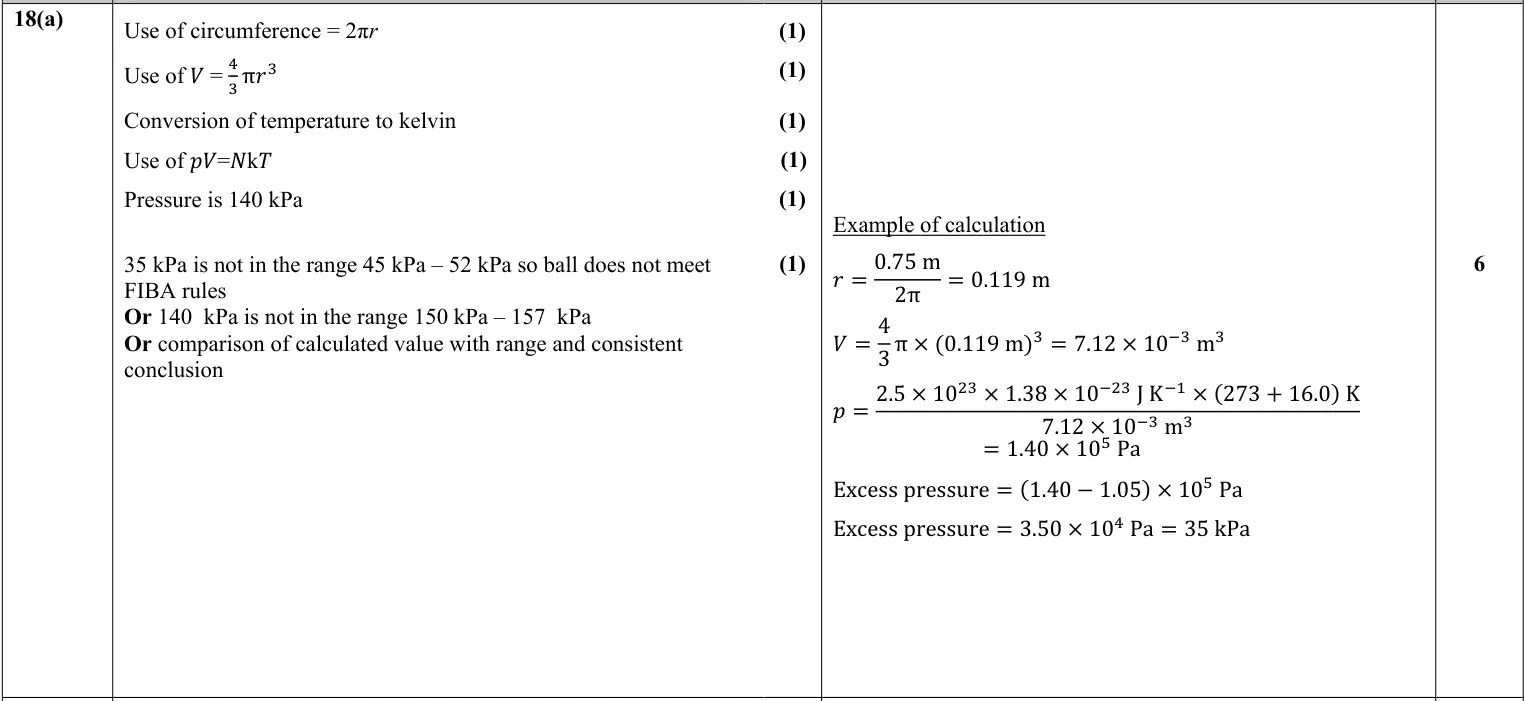 18(a)
Use of circumference = 2πr (1)
Use of V = 4/3 πr³ (1)
Conversion of temperature to kelvin (1)
Use of pV=NkT (1)
Pressure is 140 kPa (1)
35 kPa is not in the range 45 kPa – 52 kPa so ball does not meet (1)
FIBA rules
Or 140 kPa is not in the range 150 kPa – 157 kPa
Or comparison of calculated value with range and consistent
conclusion
Example of calculation
r = 0.75 m / 2π = 0.119 m
V = 4/3 π × (0.119 m)³ = 7.12 × 10⁻³ m³
p = 2.5 × 10²³ × 1.38 × 10⁻²³ J K⁻¹ × (273 + 16.0) K / 7.12 × 10⁻³ m³
= 1.40 × 10⁵ Pa
Excess pressure = (1.40 − 1.05) × 10⁵ Pa
Excess pressure = 3.50 × 10⁴ Pa = 35 kPa
6